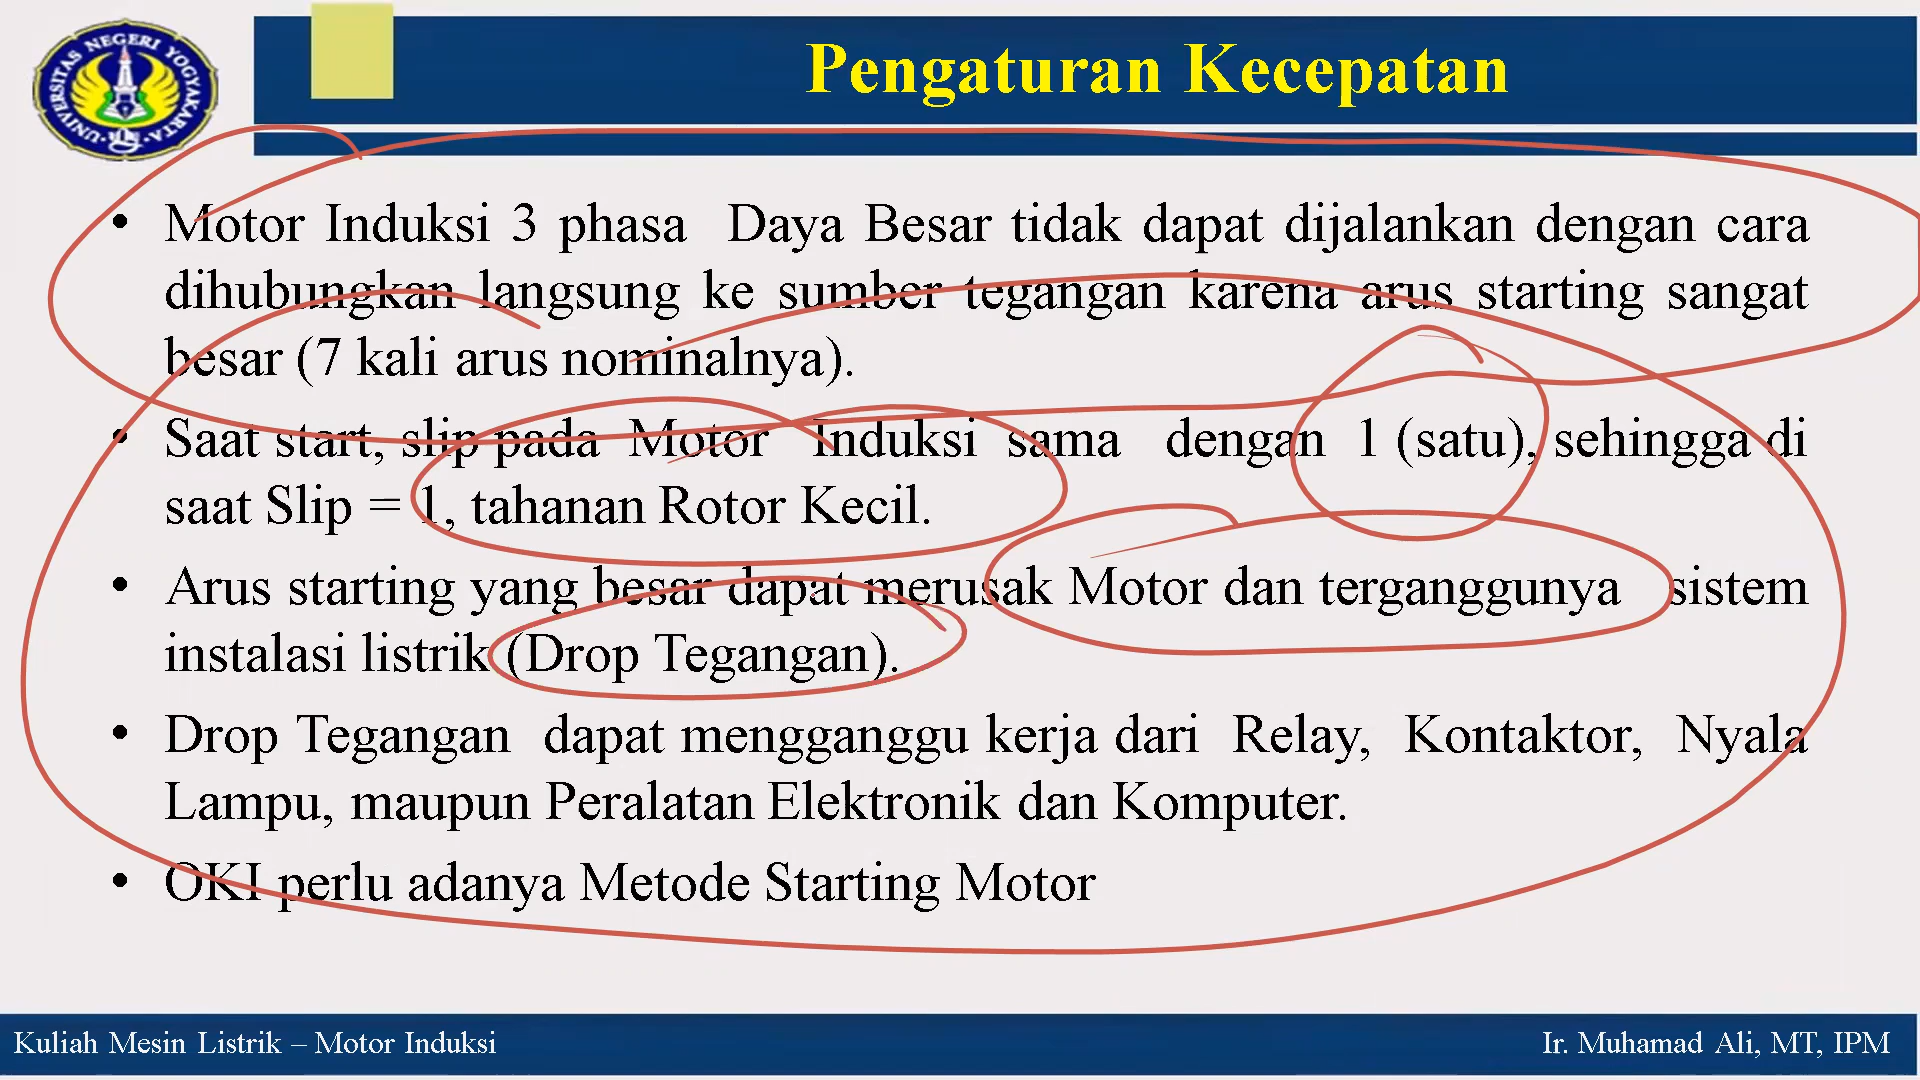 UNIVERSITAS NEGERI YOGYAKARTA
UNY
Pengaturan Kecepatan
• Motor Induksi 3 phasa Daya Besar tidak dapat dijalankan dengan cara
dihubungkan langsung ke sumber tegangan karena arus starting sangat
besar (7 kali arus nominalnya).
• Saat start, slip pada Motor Induksi sama dengan 1 (satu), sehingga di
saat Slip = 1, tahanan Rotor Kecil.
• Arus starting yang besar dapat merusak Motor dan terganggunya sistem
instalasi listrik (Drop Tegangan).
• Drop Tegangan dapat mengganggu kerja dari Relay, Kontaktor, Nyala
Lampu, maupun Peralatan Elektronik dan Komputer.
• OKI perlu adanya Metode Starting Motor
Kuliah Mesin Listrik – Motor Induksi
Ir. Muhamad Ali, MT, IPM